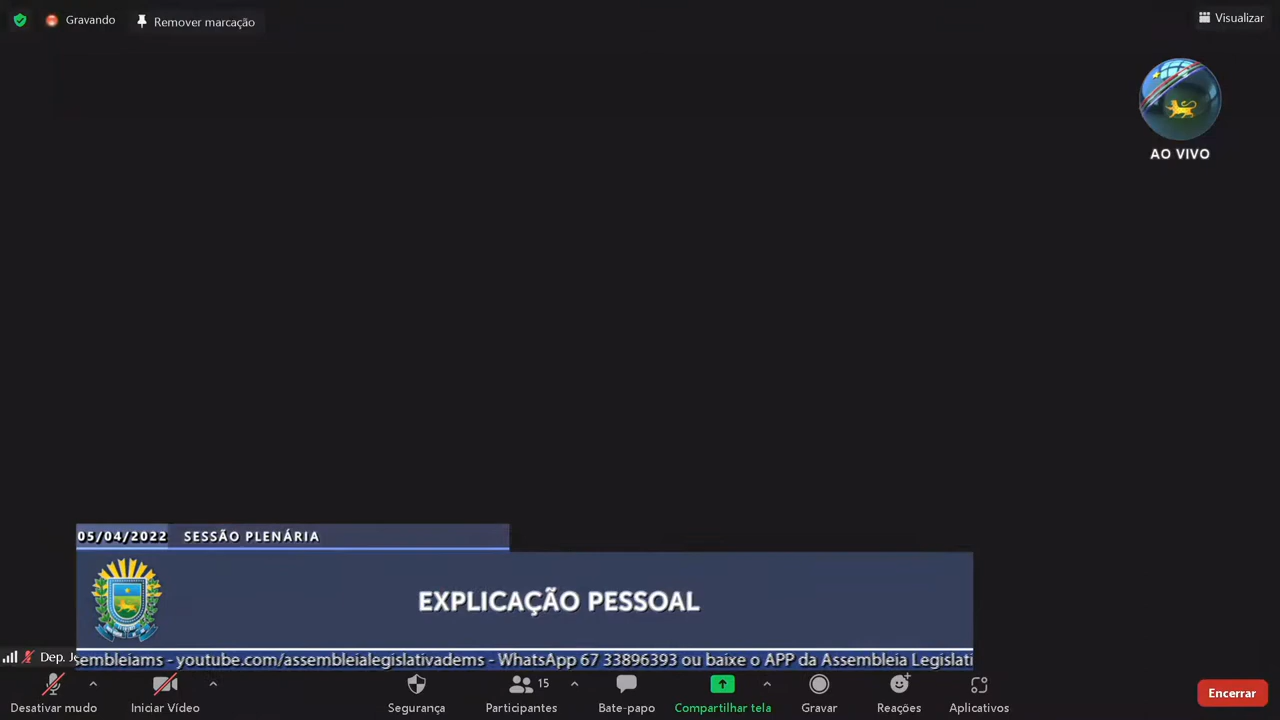 Gravando
Remover marcação
Visualizar
AO VIVO
05/04/2022 SESSÃO PLENÁRIA
EXPLICAÇÃO PESSOAL
Dep.
sembleiams - youtube.com/assembleialegislativadems - WhatsApp 67 33896393 ou baixe o APP da Assembleia Legislati
Desativar mudo
Iniciar Vídeo
Segurança
Participantes 15
Bate-papo
Compartilhar tela
Gravar
Reações
Aplicativos
Encerrar